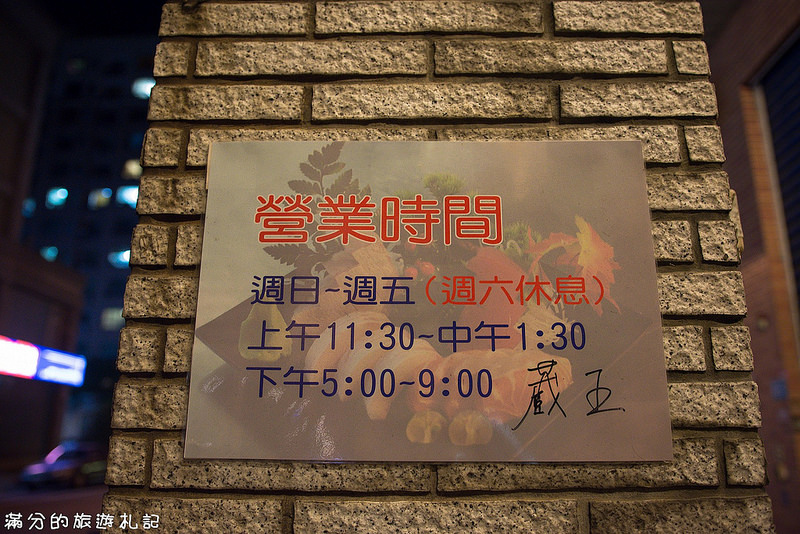 營業時間
週日~週五(週六休息)
上午11:30~中午1:30
下午5:00~9:00
藏王
滿分的旅遊札記